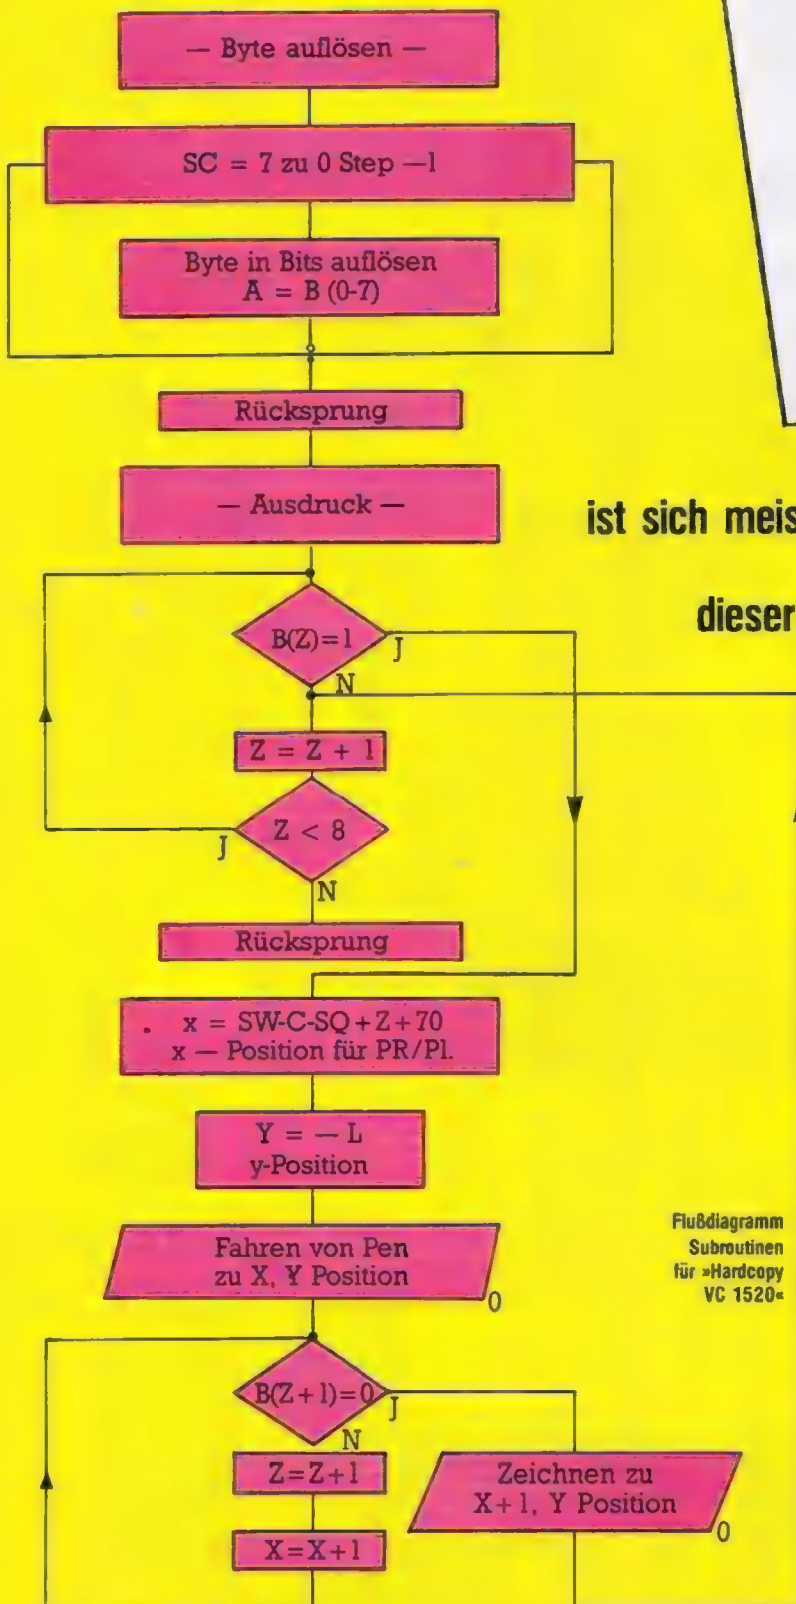 — Byte auflösen —
SC = 7 zu 0 Step —1
Byte in Bits auflösen
A = B (0-7)
Rücksprung
— Ausdruck —
B(Z)=1
J
N
Z = Z + 1
Z < 8
J
N
Rücksprung
x = SW-C-SQ+Z+70
x — Position für PR/Pl.
Y = — L
y-Position
Fahren von Pen
zu X, Y Position
0
B(Z+1)=0
J
N
Z=Z+1
X=X+1
Zeichnen zu
X+1, Y Position
0
ist sich meis
dieser
Flußdiagramm
Subroutinen
für »Hardcopy
VC 1520«